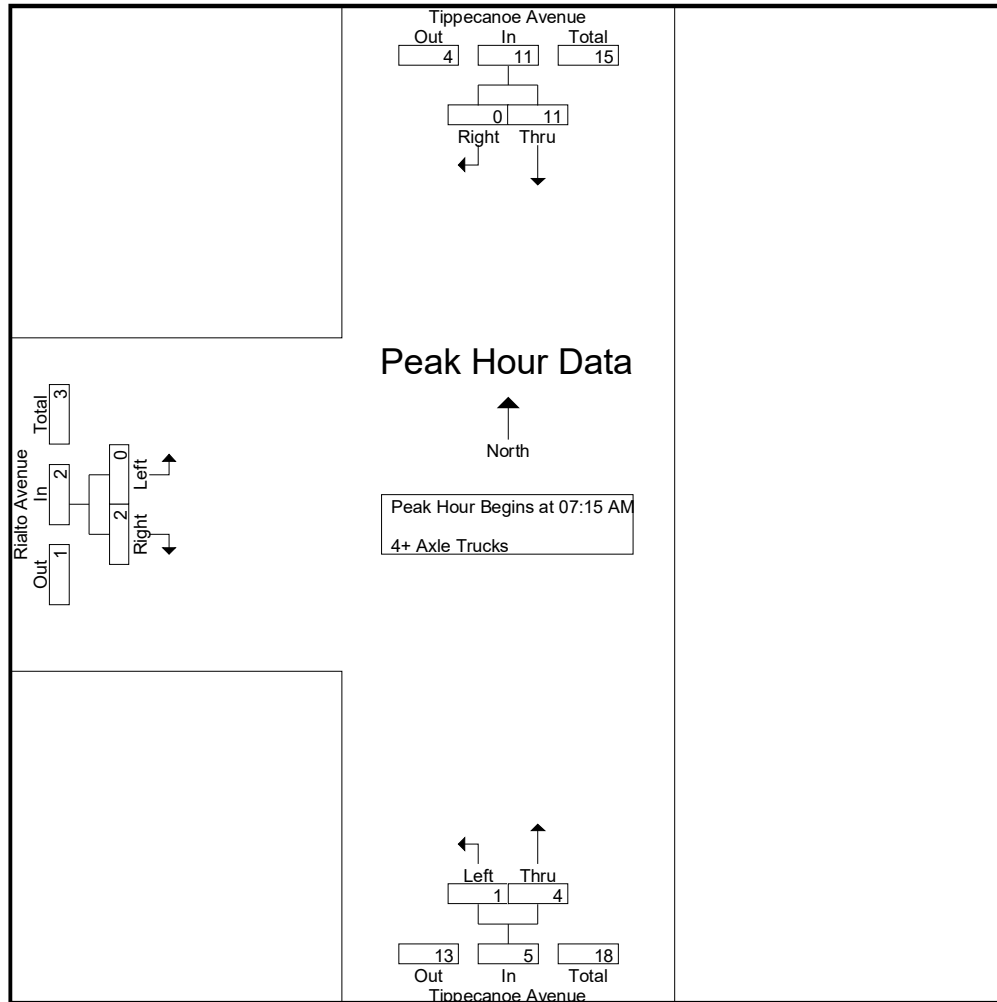 Tippecanoe Avenue
Out In Total
4 11 15
0 11
Right Thru
Peak Hour Data
North
Peak Hour Begins at 07:15 AM
4+ Axle Trucks
Rialto Avenue
Out In Total
1 2 3
2 0
Right Left
Left Thru
1 4
13 5 18
Out In Total
Tippecanoe Avenue